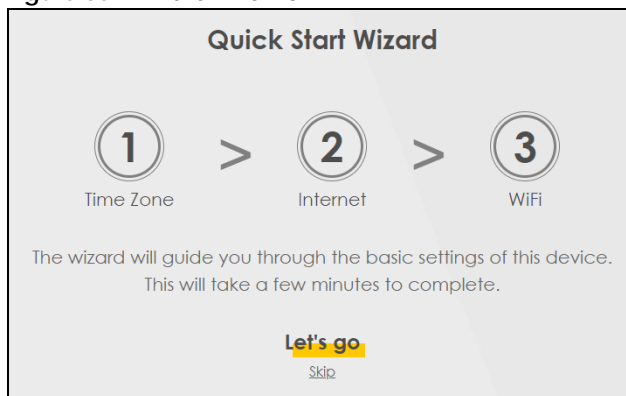 Quick Start Wizard
1 > 2 > 3
Time Zone Internet WiFi
The wizard will guide you through the basic settings of this device.
This will take a few minutes to complete.
Let's go
Skip